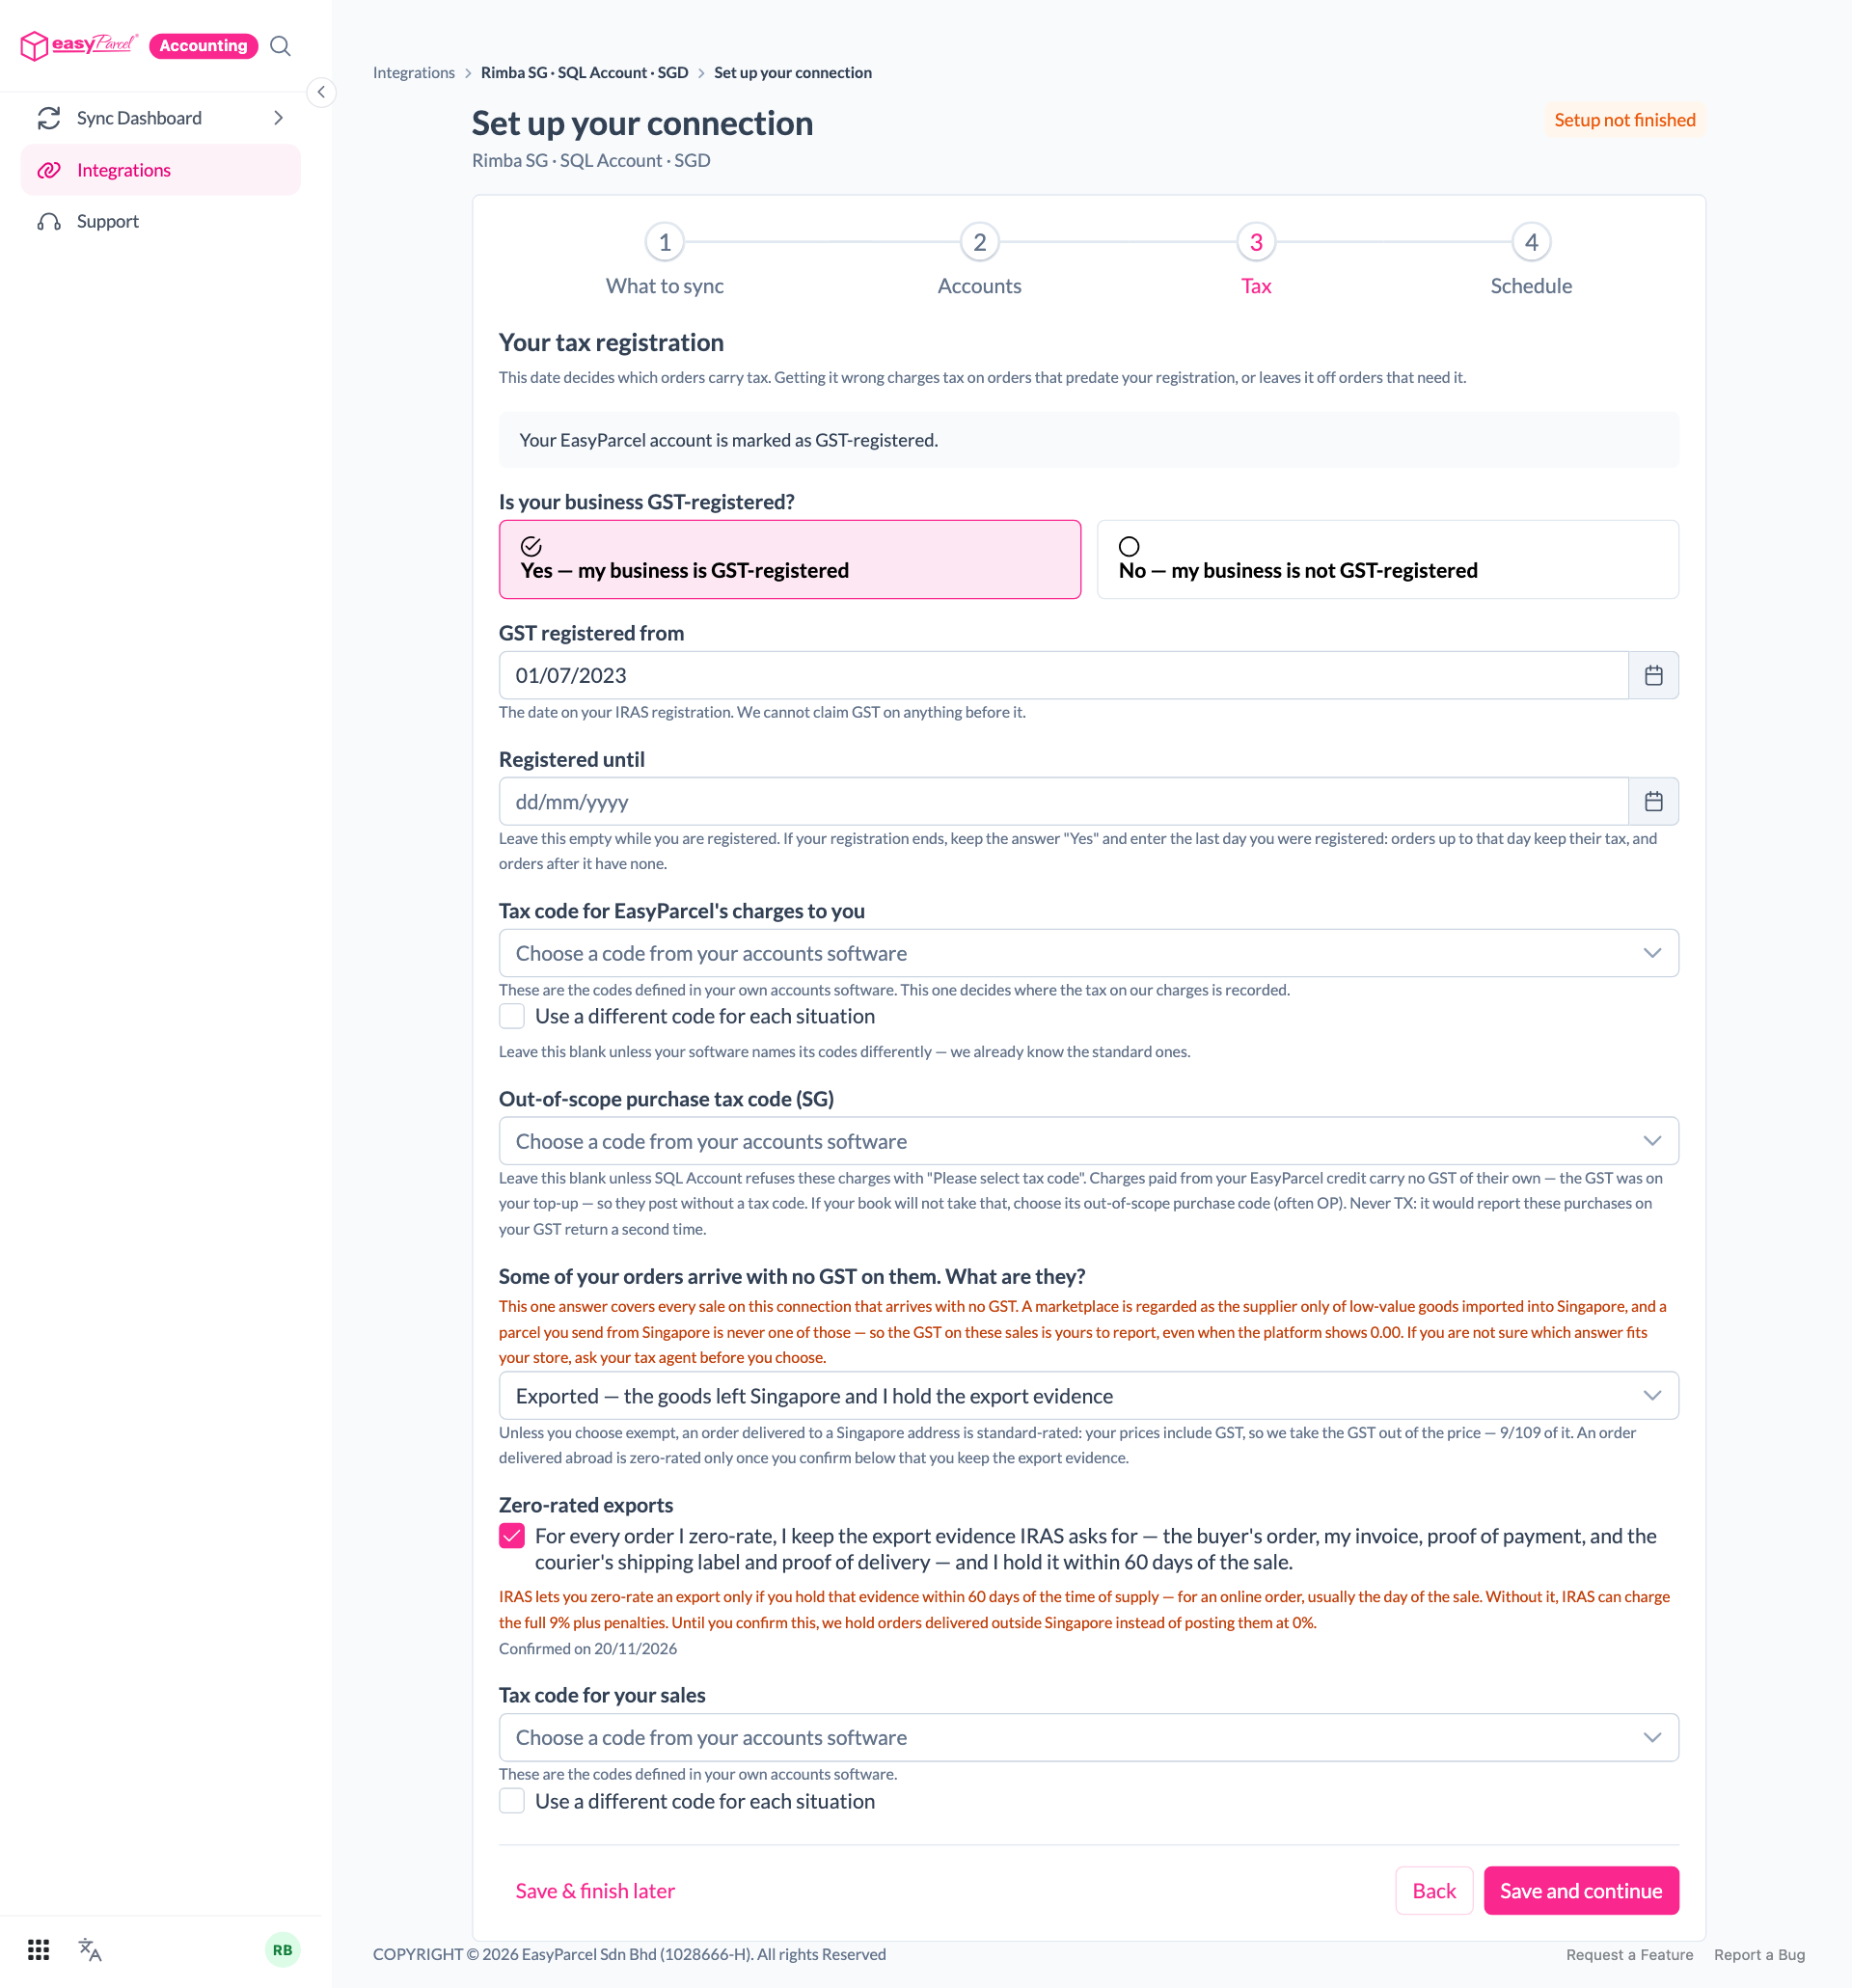 easyParcel
Accounting
Sync Dashboard
Integrations
Support
Integrations > Rimba SG · SQL Account · SGD > Set up your connection
Set up your connection
Setup not finished
Rimba SG · SQL Account · SGD
1
2
3
4
What to sync
Accounts
Tax
Schedule
Your tax registration
This date decides which orders carry tax. Getting it wrong charges tax on orders that predate your registration, or leaves it off orders that need it.
Your EasyParcel account is marked as GST-registered.
Is your business GST-registered?
Yes — my business is GST-registered
No — my business is not GST-registered
GST registered from
01/07/2023
The date on your IRAS registration. We cannot claim GST on anything before it.
Registered until
dd/mm/yyyy
Leave this empty while you are registered. If your registration ends, keep the answer "Yes" and enter the last day you were registered: orders up to that day keep their tax, and
orders after it have none.
Tax code for EasyParcel's charges to you
Choose a code from your accounts software
These are the codes defined in your own accounts software. This one decides where the tax on our charges is recorded.
Use a different code for each situation
Leave this blank unless your software names its codes differently — we already know the standard ones.
Out-of-scope purchase tax code (SG)
Choose a code from your accounts software
Leave this blank unless SQL Account refuses these charges with "Please select tax code". Charges paid from your EasyParcel credit carry no GST of their own — the GST was on
your top-up — so they post without a tax code. If your book will not take that, choose its out-of-scope purchase code (often OP). Never TX: it would report these purchases on
your GST return a second time.
Some of your orders arrive with no GST on them. What are they?
This one answer covers every sale on this connection that arrives with no GST. A marketplace is regarded as the supplier only of low-value goods imported into Singapore, and a
parcel you send from Singapore is never one of those — so the GST on these sales is yours to report, even when the platform shows 0.00. If you are not sure which answer fits
your store, ask your tax agent before you choose.
Exported — the goods left Singapore and I hold the export evidence
Unless you choose exempt, an order delivered to a Singapore address is standard-rated: your prices include GST, so we take the GST out of the price — 9/109 of it. An order
delivered abroad is zero-rated only once you confirm below that you keep the export evidence.
Zero-rated exports
For every order I zero-rate, I keep the export evidence IRAS asks for — the buyer's order, my invoice, proof of payment, and the
courier's shipping label and proof of delivery — and I hold it within 60 days of the sale.
IRAS lets you zero-rate an export only if you hold that evidence within 60 days of the time of supply — for an online order, usually the day of the sale. Without it, IRAS can charge
the full 9% plus penalties. Until you confirm this, we hold orders delivered outside Singapore instead of posting them at 0%.
Confirmed on 20/11/2026
Tax code for your sales
Choose a code from your accounts software
These are the codes defined in your own accounts software.
Use a different code for each situation
Save & finish later
Back
Save and continue
RB
COPYRIGHT © 2026 EasyParcel Sdn Bhd (1028666-H). All rights Reserved
Request a Feature
Report a Bug